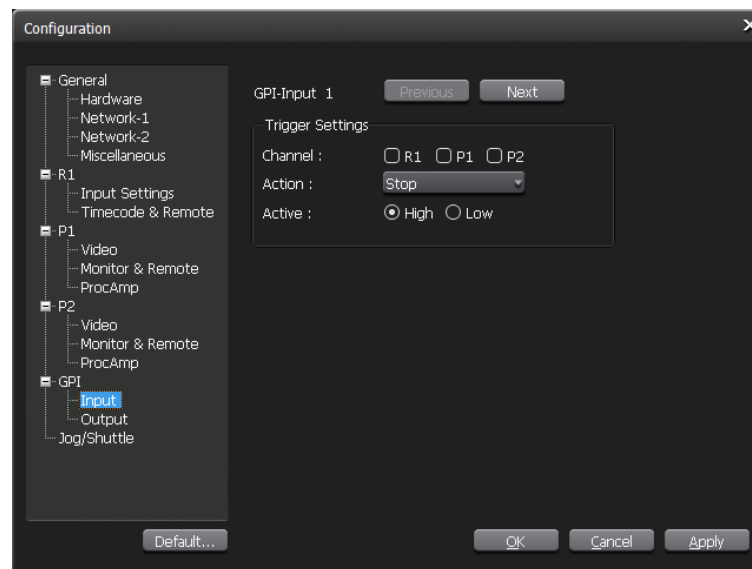 Configuration
General
Hardware
Network-1
Network-2
Miscellaneous
R1
Input Settings
Timecode & Remote
P1
Video
Monitor & Remote
ProcAmp
P2
Video
Monitor & Remote
ProcAmp
GPI
Input
Output
Jog/Shuttle
Default...
GPI-Input 1 Previous Next
Trigger Settings
Channel : R1 P1 P2
Action : Stop
Active : High Low
OK Cancel Apply